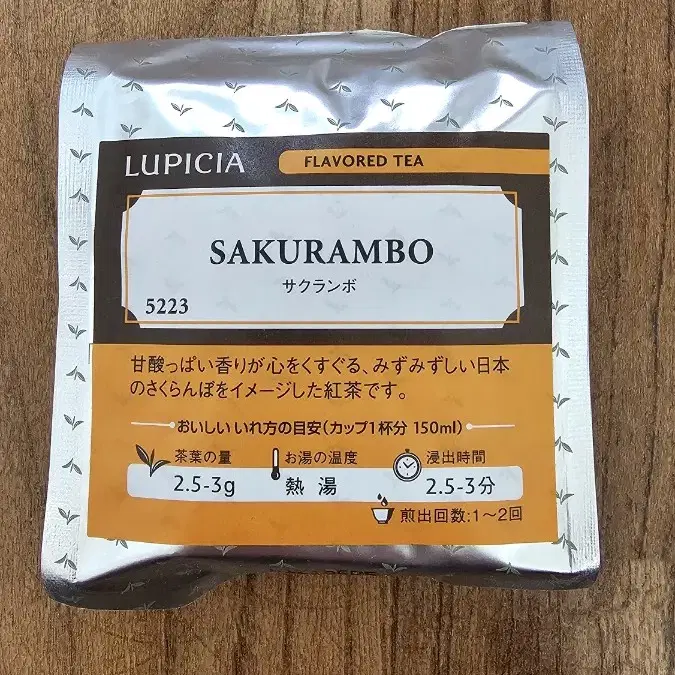 LUPICIA FLAVORED TEA
SAKURAMBO
サクランボ
5223
甘酸っぱい香りが心をくすぐる、みずみずしい日本
のさくらんぼをイメージした紅茶です。
おいしいいれ方の目安(カップ1杯分 150ml)
茶葉の量 お湯の温度 浸出時間
2.5-3g 熱湯 2.5-3分
煎出回数:1〜2回